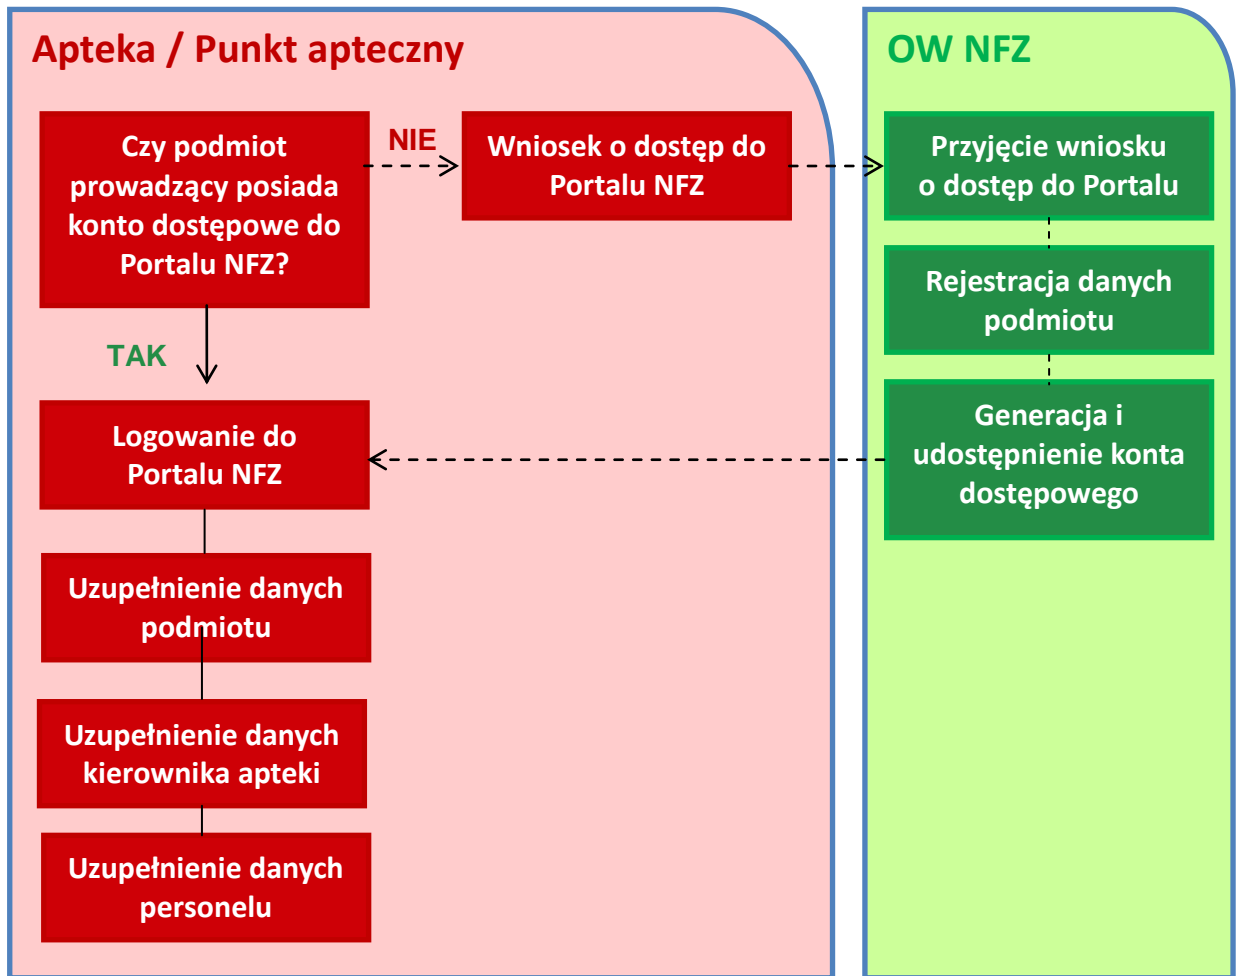 Apteka / Punkt apteczny
Czy podmiot
prowadzący posiada
konto dostępowe do
Portalu NFZ?
NIE
Wniosek o dostęp do
Portalu NFZ
TAK
Logowanie do
Portalu NFZ
Uzupełnienie danych
podmiotu
Uzupełnienie danych
kierownika apteki
Uzupełnienie danych
personelu
OW NFZ
Przyjęcie wniosku
o dostęp do Portalu
Rejestracja danych
podmiotu
Generacja i
udostępnienie konta
dostępowego